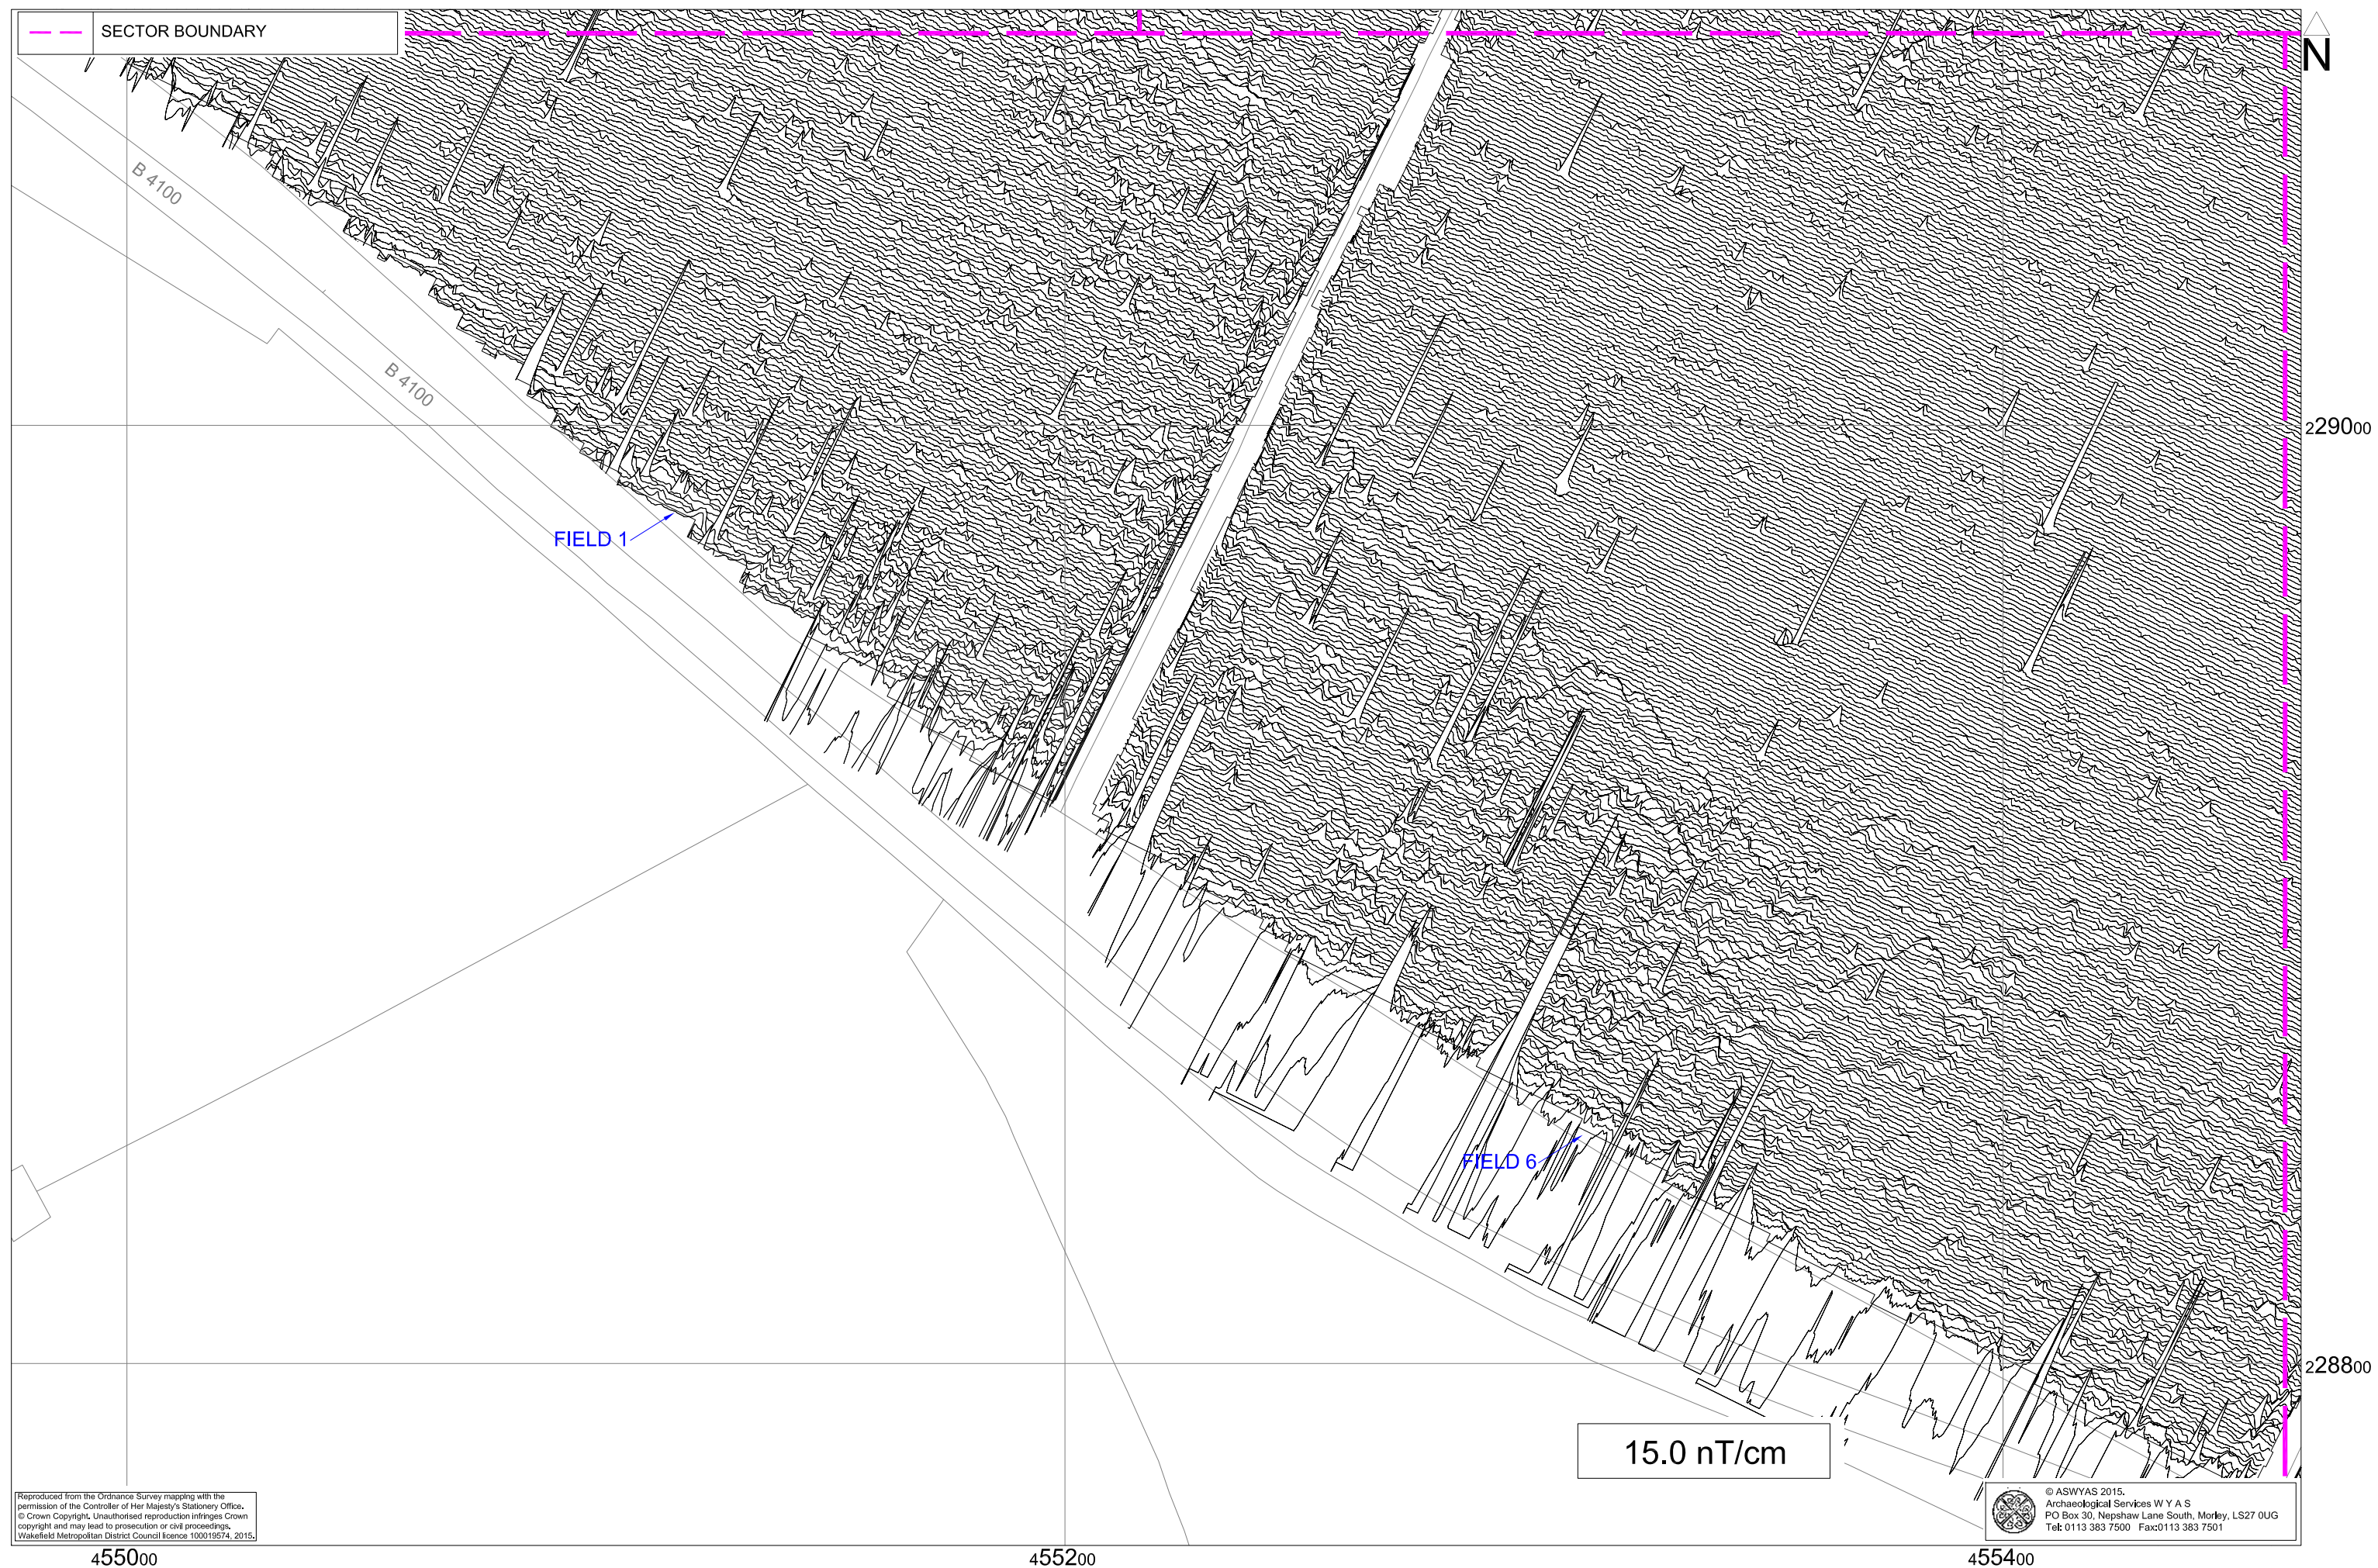 SECTOR BOUNDARY
N
B 4100
B 4100
229000
FIELD 1
FIELD 6
228800
15.0 nT/cm
Reproduced from the Ordnance Survey mapping with the
permission of the Controller of Her Majesty's Stationery Office.
© Crown Copyright. Unauthorised reproduction infringes Crown
copyright and may lead to prosecution or civil proceedings.
Wakefield Metropolitan District Council licence 100019574, 2015.
© ASWYAS 2015.
Archaeological Services W Y A S
PO Box 30, Nepshaw Lane South, Morley, LS27 0UG
Tel: 0113 383 7500 Fax:0113 383 7501
455000
455200
455400